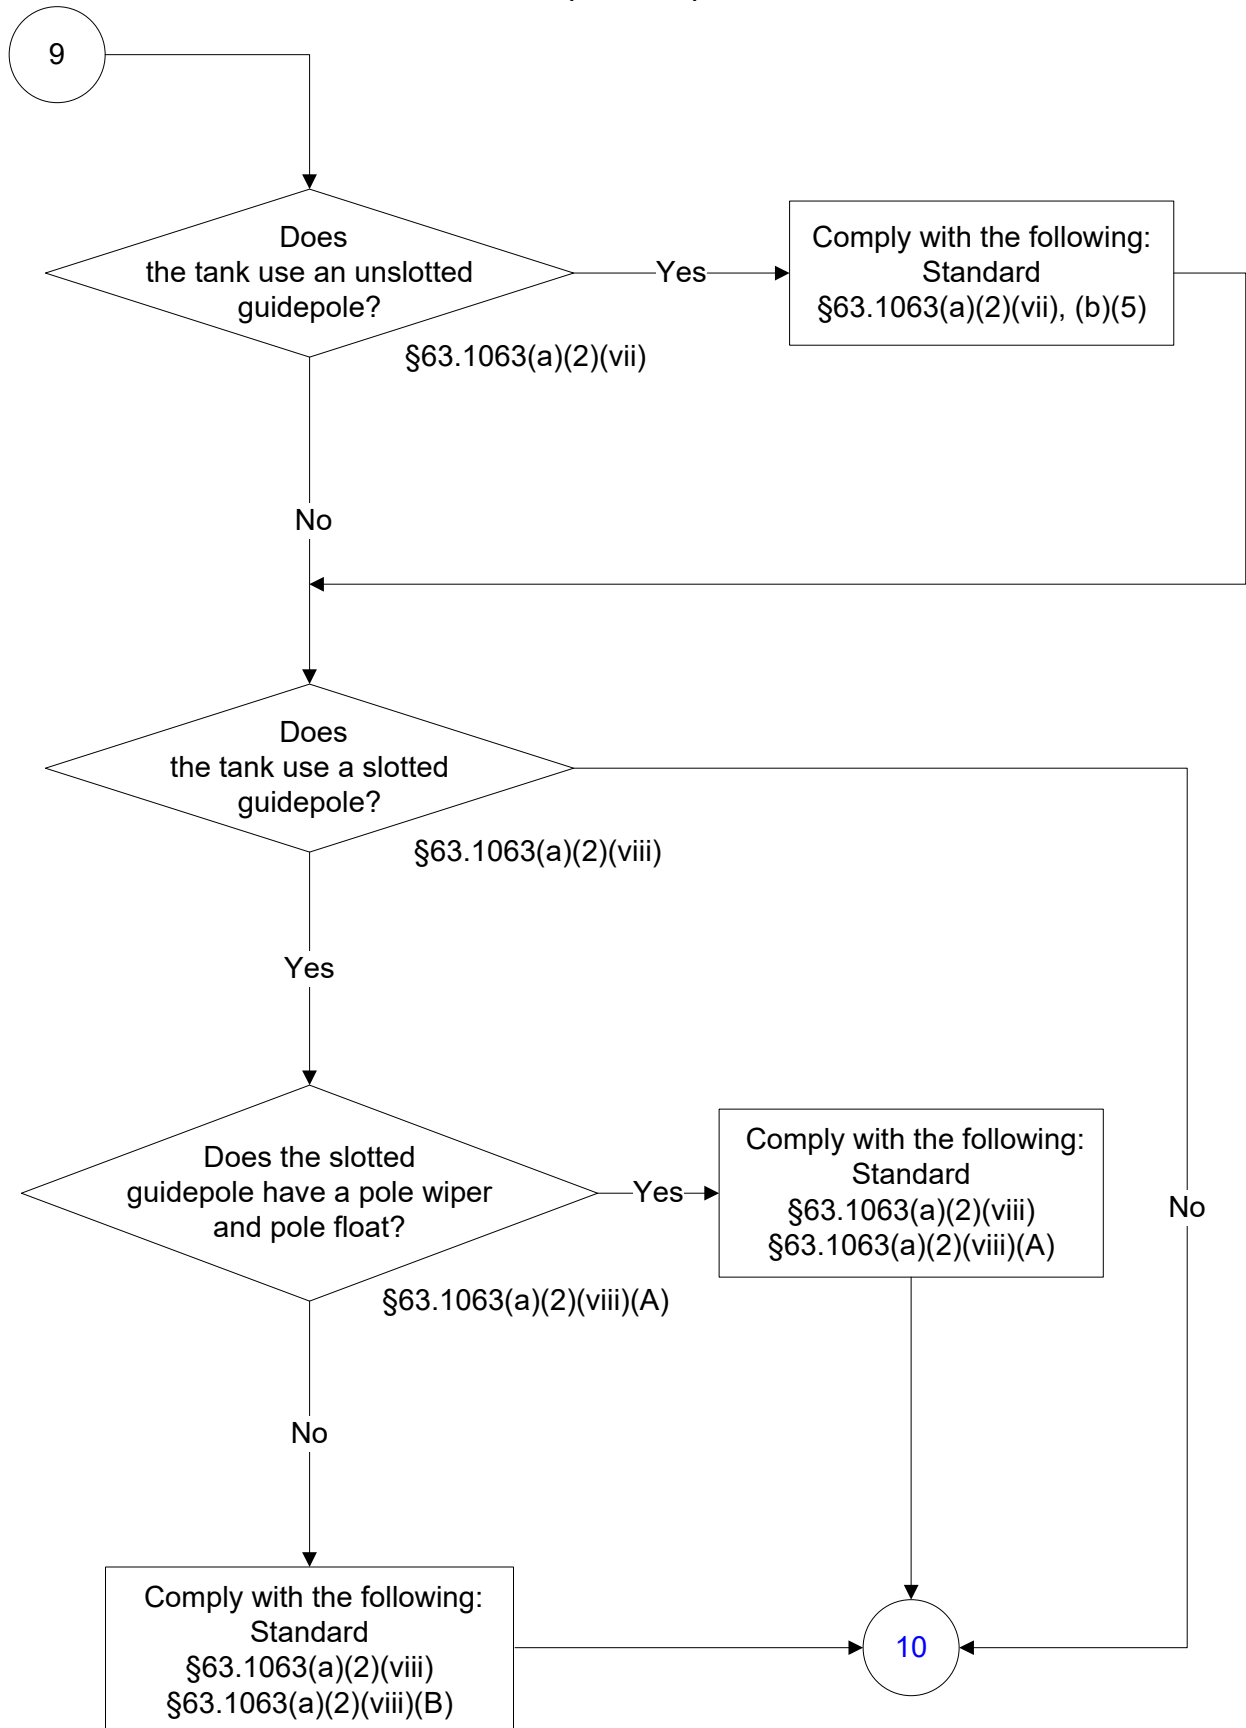 9
Does
the tank use an unslotted
guidepole?
Yes
Comply with the following:
Standard
§63.1063(a)(2)(vii), (b)(5)
§63.1063(a)(2)(vii)
No
Does
the tank use a slotted
guidepole?
§63.1063(a)(2)(viii)
Yes
Does the slotted
guidepole have a pole wiper
and pole float?
Yes
Comply with the following:
Standard
§63.1063(a)(2)(viii)
§63.1063(a)(2)(viii)(A)
No
§63.1063(a)(2)(viii)(A)
No
Comply with the following:
Standard
§63.1063(a)(2)(viii)
§63.1063(a)(2)(viii)(B)
10